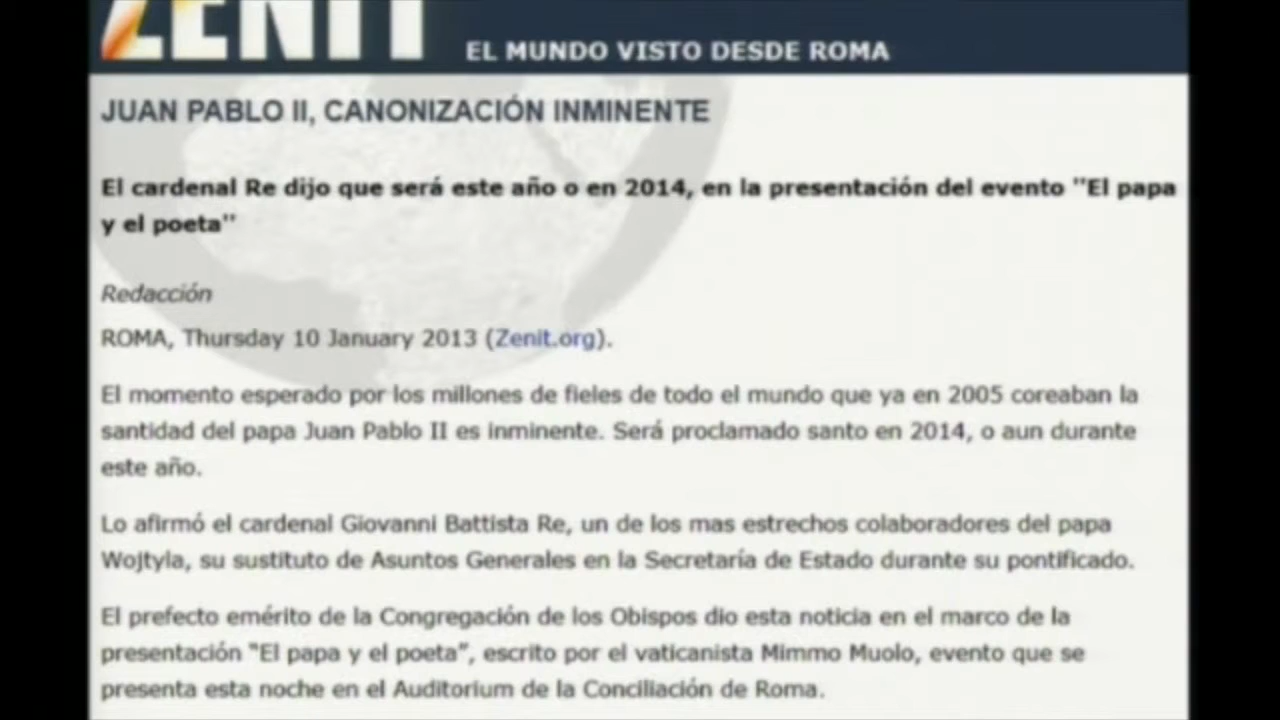 ZENIT
EL MUNDO VISTO DESDE ROMA
JUAN PABLO II, CANONIZACIÓN INMINENTE
El cardenal Re dijo que será este año o en 2014, en la presentación del evento "El papa
y el poeta"
Redacción
ROMA, Thursday 10 January 2013 (Zenit.org).
El momento esperado por los millones de fieles de todo el mundo que ya en 2005 coreaban la
santidad del papa Juan Pablo II es inminente. Será proclamado santo en 2014, o aun durante
este año.
Lo afirmó el cardenal Giovanni Battista Re, un de los mas estrechos colaboradores del papa
Wojtyla, su sustituto de Asuntos Generales en la Secretaría de Estado durante su pontificado.
El prefecto emérito de la Congregación de los Obispos dio esta noticia en el marco de la
presentación “El papa y el poeta”, escrito por el vaticanista Mimmo Muolo, evento que se
presenta esta noche en el Auditorium de la Conciliación de Roma.